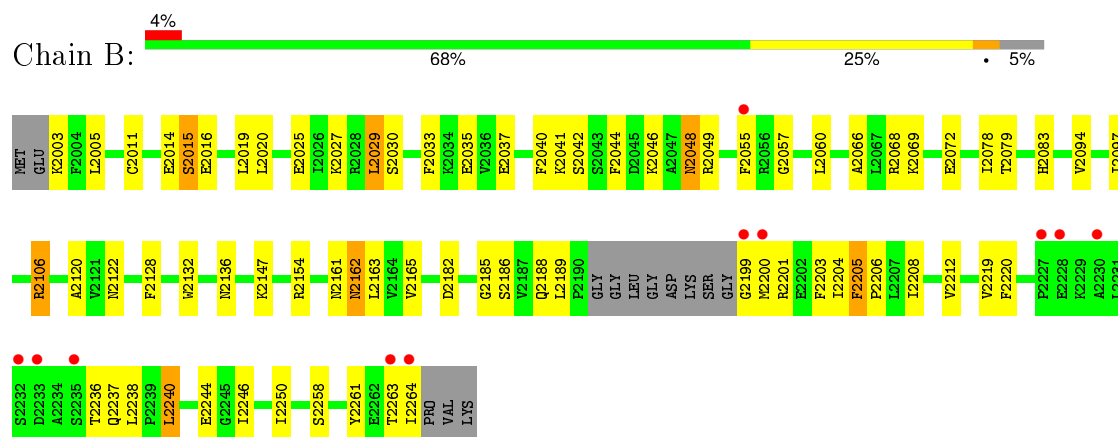 4%
Chain B:
68% 25% • 5%
MET GLU K2003 F2004 L2005 C2011 E2014 S2015 E2016 L2019 L2020 E2025 I2026 K2027 R2028 L2029 S2030 F2033 K2034 E2035 V2036 E2037 F2040 K2041 S2042 S2043 F2044 D2045 K2046 A2047 N2048 R2049 F2055 R2056 G2057 L2060 A2066 L2067 R2068 K2069 E2072 I2078 T2079 H2083 V2094
R2106 A2120 V2121 N2122 F2128 W2132 N2136 K2147 R2154 N2161 N2162 L2163 V2164 V2165 D2182 G2185 S2186 V2187 Q2188 L2189 P2190 GLY GLY LEU GLY ASP LYS SER GLY G2199 M2200 R2201 E2202 F2203 I2204 F2205 P2206 L2207 I2208 V2212 V2219 F2220 P2227 E2228 K2229 A2230
S2232 D2233 A2234 S2235 T2236 Q2237 L2238 P2239 L2240 E2244 G2245 I2246 I2250 S2258 Y2261 E2262 T2263 I2264 PRO VAL LYS